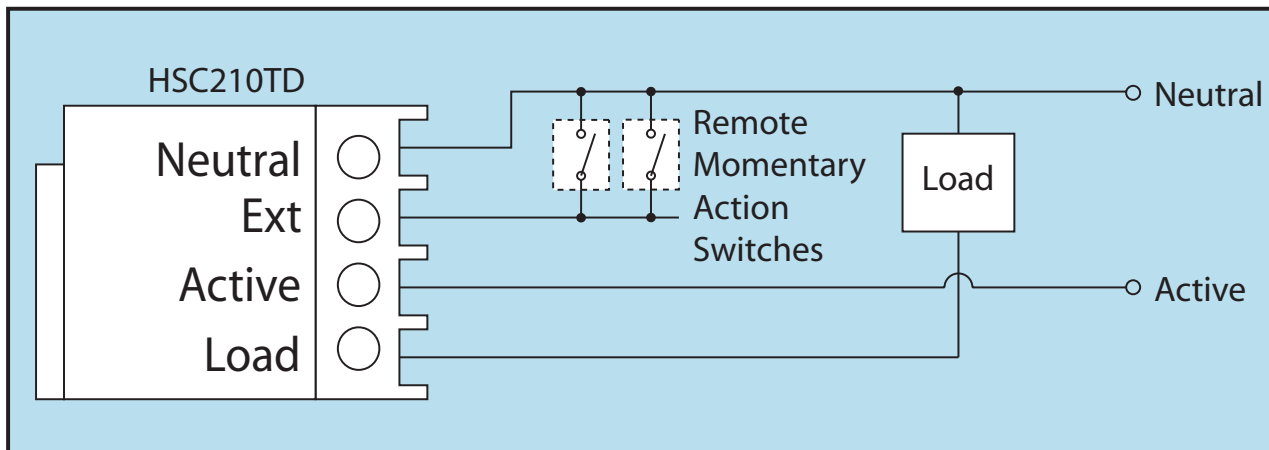 HSC210TD
Neutral
Ext
Active
Load
Remote
Momentary
Action
Switches
Load
Neutral
Active